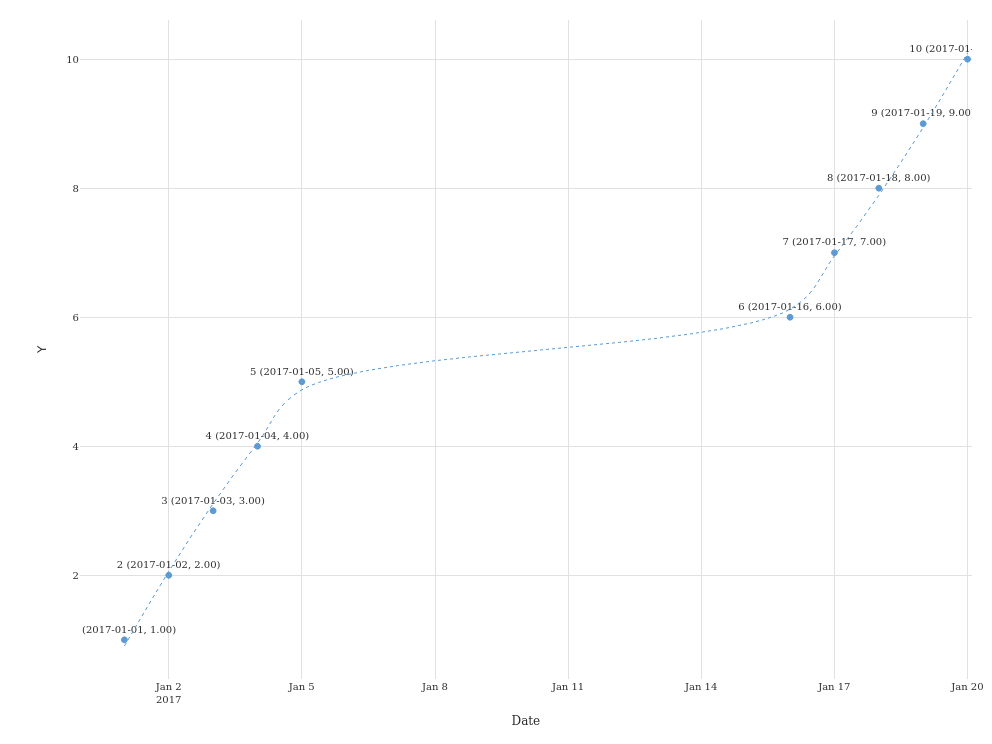 10 (2017-01-
10
9 (2017-01-19, 9.00
8 (2017-01-18, 8.00)
8
7 (2017-01-17, 7.00)
6 (2017-01-16, 6.00)
6
5 (2017-01-05, 5.00)
4 (2017-01-04, 4.00)
4
3 (2017-01-03, 3.00)
2 (2017-01-02, 2.00)
2
(2017-01-01, 1.00)
Y
Jan 2 Jan 5 Jan 8 Jan 11 Jan 14 Jan 17 Jan 20
2017
Date